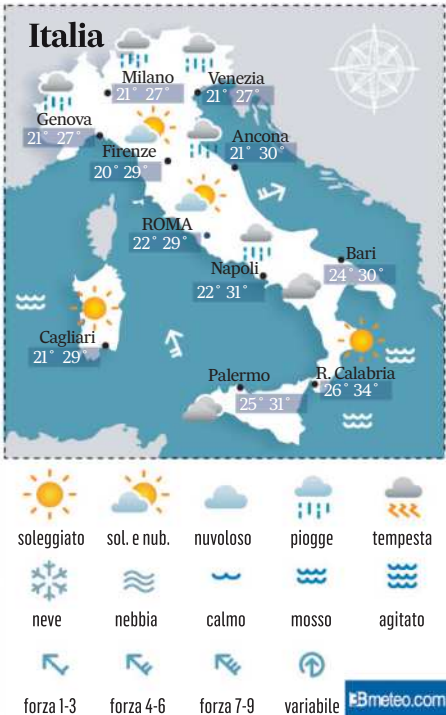 Italia
Milano
21° 27°
Venezia
21° 27°
Genova
21° 27°
Firenze
20° 29°
Ancona
21° 30°
ROMA
22° 29°
Napoli
22° 31°
Bari
24° 30°
Cagliari
21° 29°
Palermo
25° 31°
R. Calabria
26° 34°
soleggiato sol. e nub. nuvoloso piogge tempesta
neve nebbia calmo mosso agitato
forza 1-3 forza 4-6 forza 7-9 variabile
3Bmeteo.com